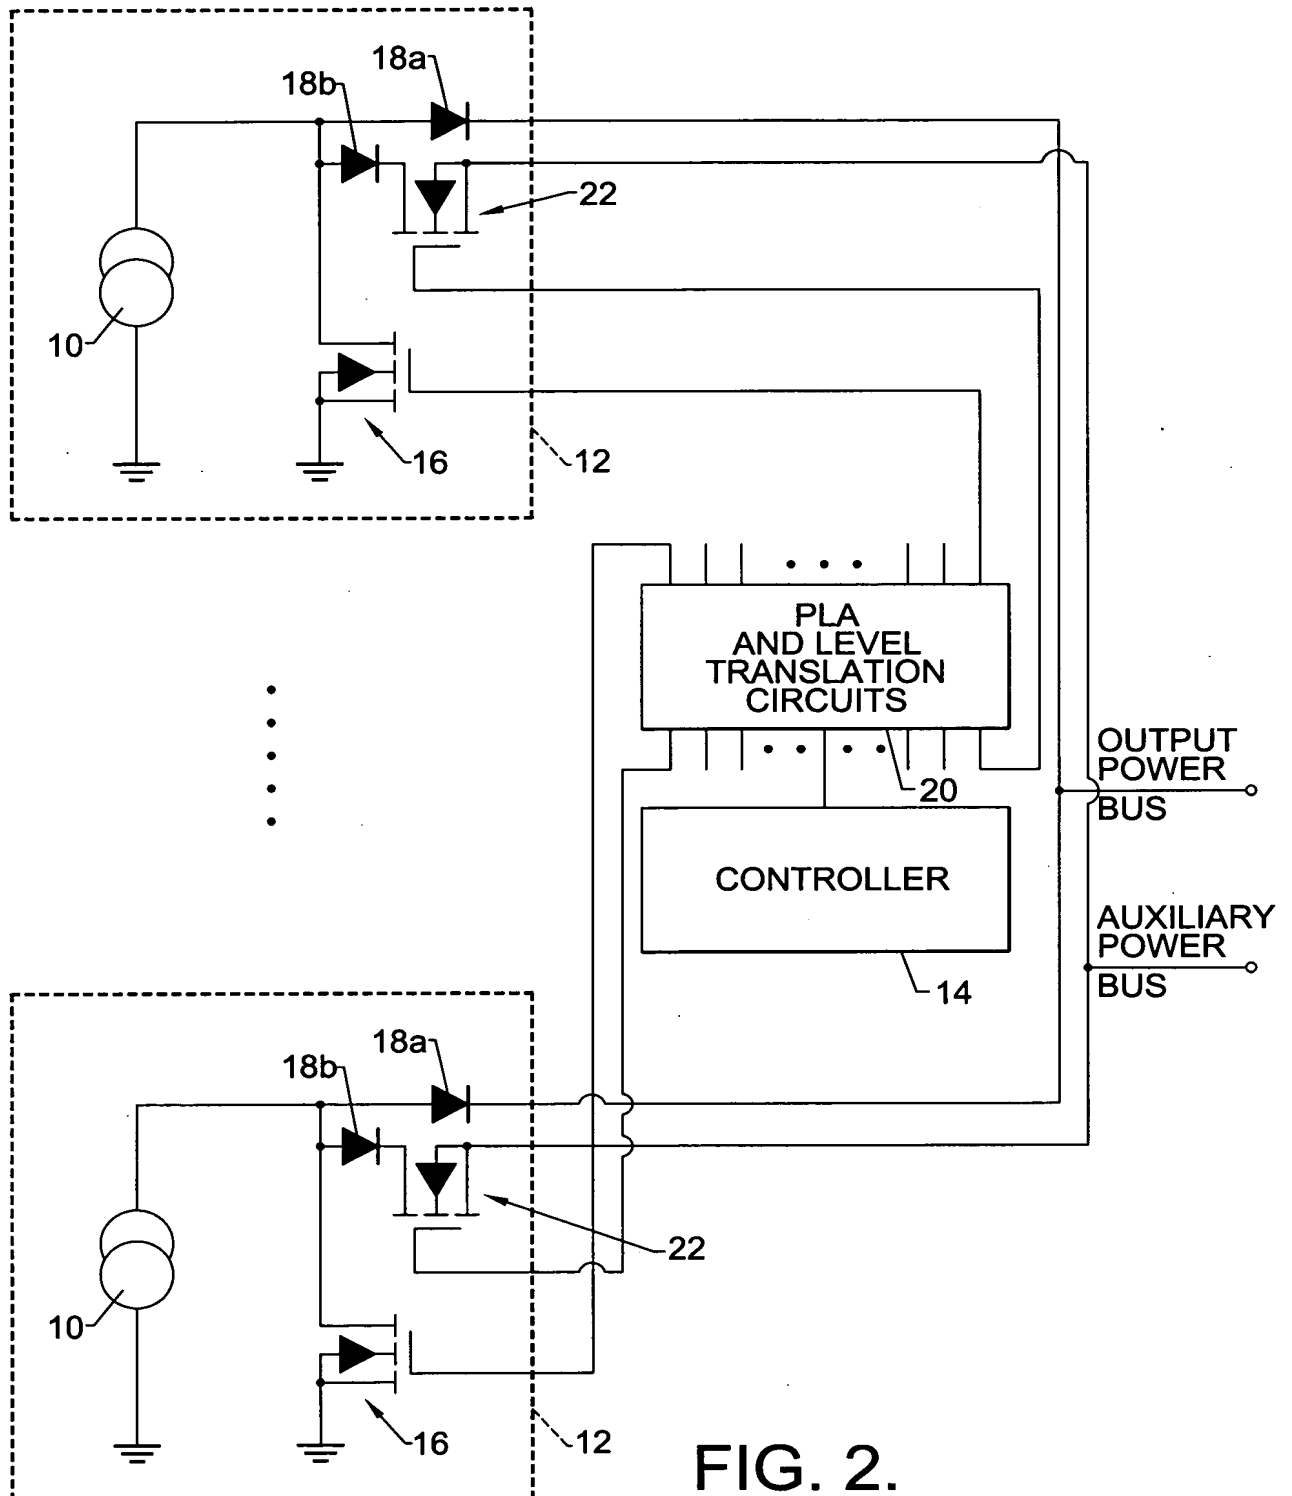 18a
18b
22
10
16
12
PLA
AND LEVEL
TRANSLATION
CIRCUITS
20
OUTPUT
POWER
BUS
CONTROLLER
14
AUXILIARY
POWER
BUS
18a
18b
22
10
16
12
FIG. 2.